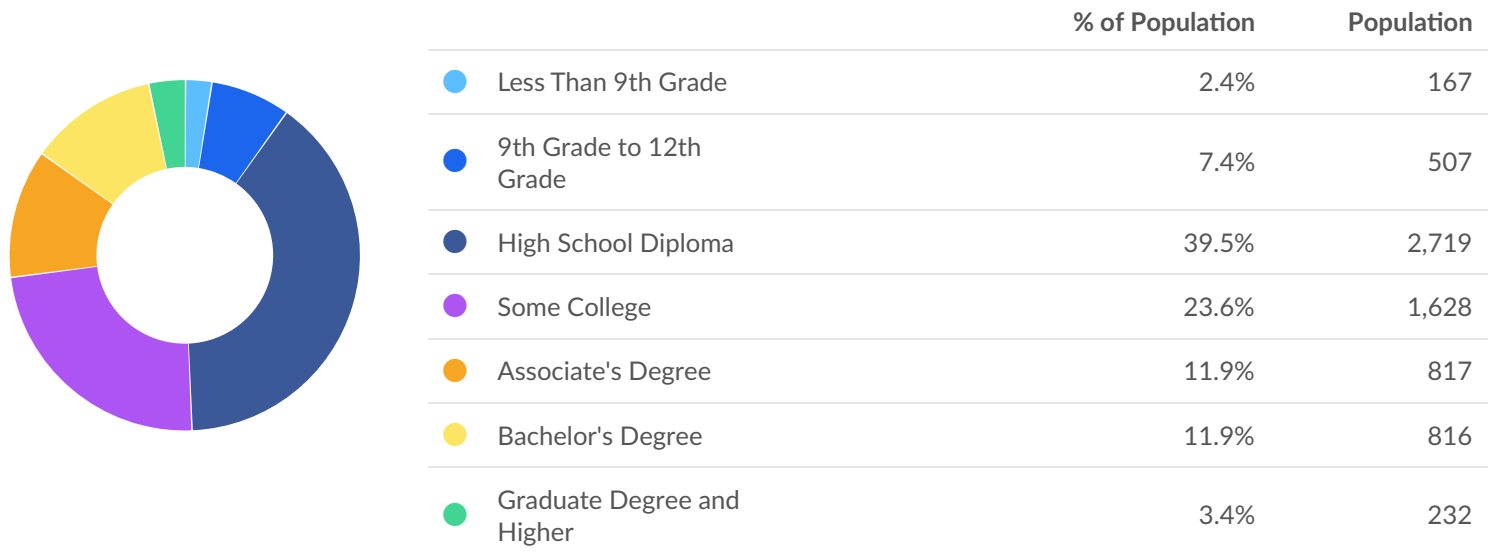 % of Population Population
Less Than 9th Grade 2.4% 167
9th Grade to 12th
Grade 7.4% 507
High School Diploma 39.5% 2,719
Some College 23.6% 1,628
Associate's Degree 11.9% 817
Bachelor's Degree 11.9% 816
Graduate Degree and
Higher 3.4% 232